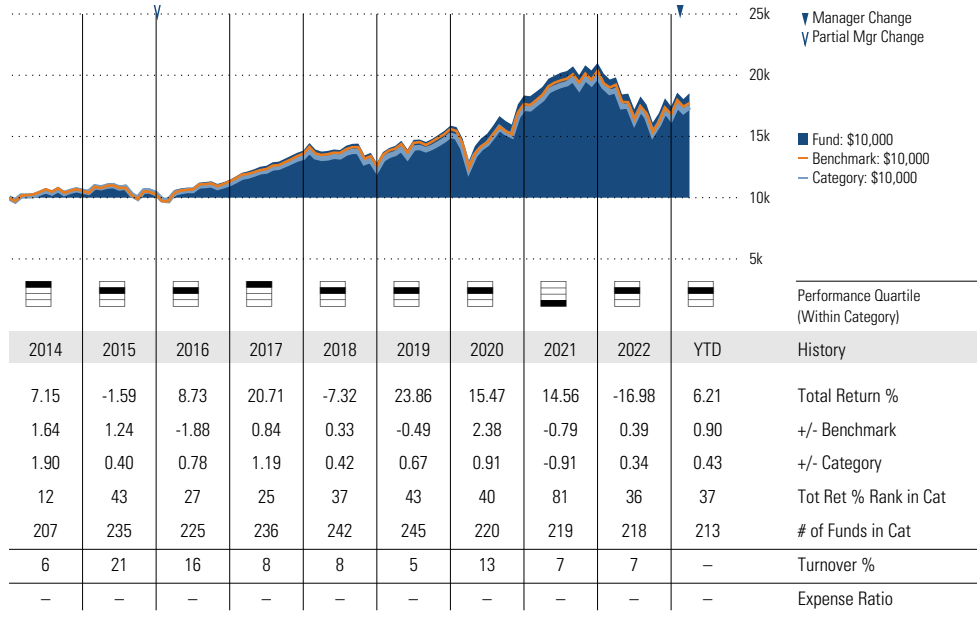 25k
20k
15k
10k
5k
Manager Change
Partial Mgr Change
Fund: $10,000
Benchmark: $10,000
Category: $10,000
Performance Quartile
(Within Category)
2014 2015 2016 2017 2018 2019 2020 2021 2022 YTD History
7.15 -1.59 8.73 20.71 -7.32 23.86 15.47 14.56 -16.98 6.21 Total Return %
1.64 1.24 -1.88 0.84 0.33 -0.49 2.38 -0.79 0.39 0.90 +/- Benchmark
1.90 0.40 0.78 1.19 0.42 0.67 0.91 -0.91 0.34 0.43 +/- Category
12 43 27 25 37 43 40 81 36 37 Tot Ret % Rank in Cat
207 235 225 236 242 245 220 219 218 213 # of Funds in Cat
6 21 16 8 8 5 13 7 7 – Turnover %
– – – – – – – – – – Expense Ratio